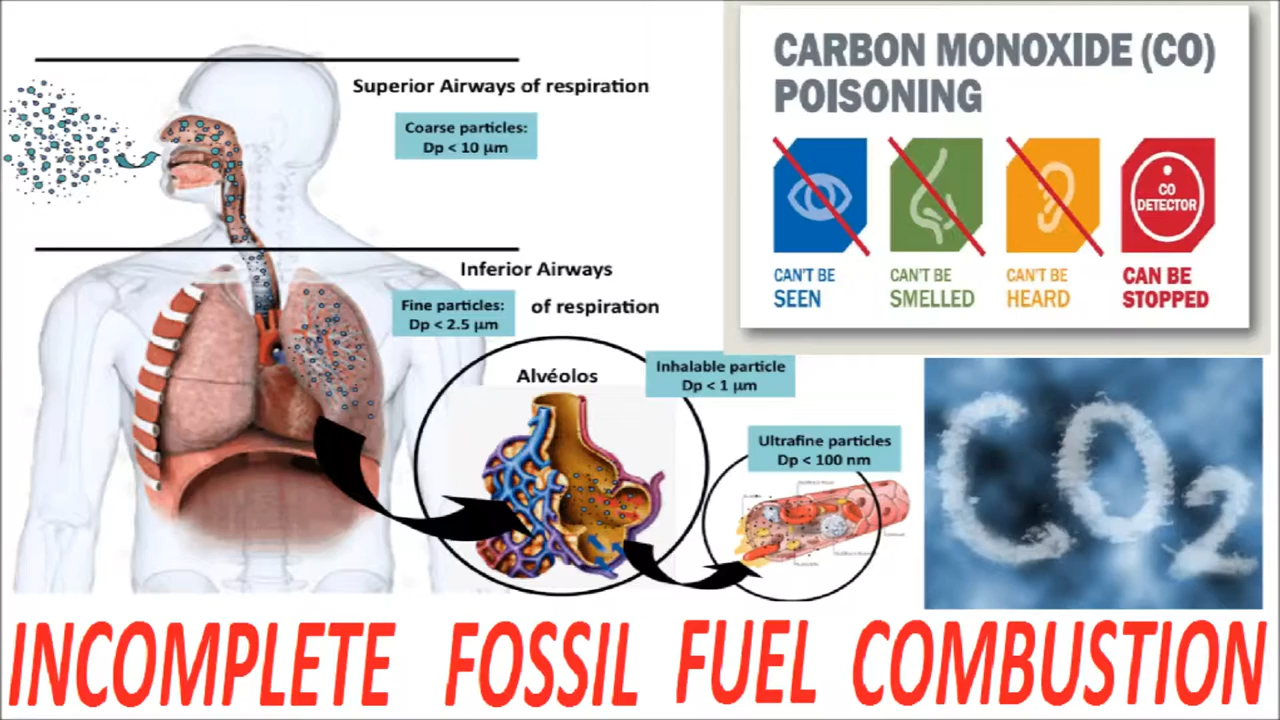 Superior Airways of respiration
Coarse particles:
Dp < 10 µm
Inferior Airways
of respiration
Fine particles:
Dp < 2.5 µm
Alvéolos
Inhalable particle
Dp < 1 µm
Ultrafine particles
Dp < 100 nm
CARBON MONOXIDE (CO)
POISONING
CO
DETECTOR
CAN'T BE
SEEN
CAN'T BE
SMELLED
CAN'T BE
HEARD
CAN BE
STOPPED
CO2
INCOMPLETE FOSSIL FUEL COMBUSTION